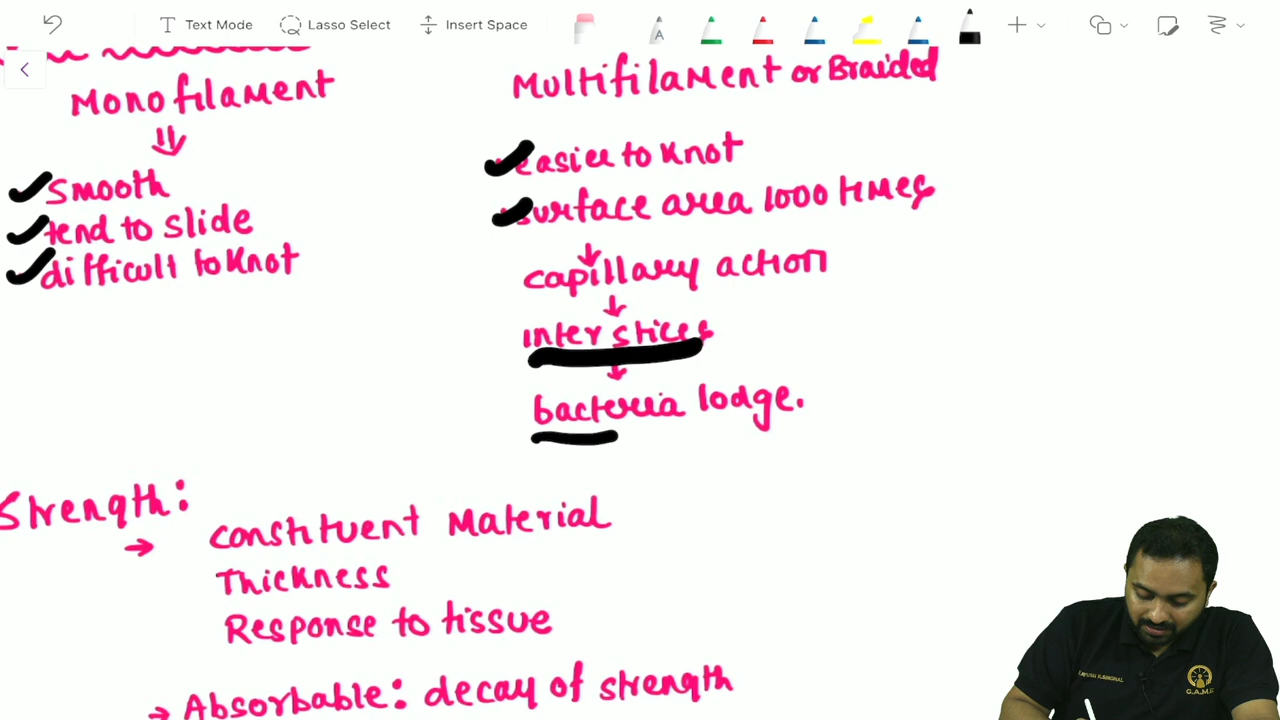 Text Mode Lasso Select Insert Space
A
Monofilament
Smooth
tend to slide
difficult to knot
Multifilament or Braided
easier to knot
surface area 1000 times
capillary action
interstices
bacteria lodge.
Strength:
Constituent Material
Thickness
Response to tissue
Absorbable: decay of strength
G.A.M.E